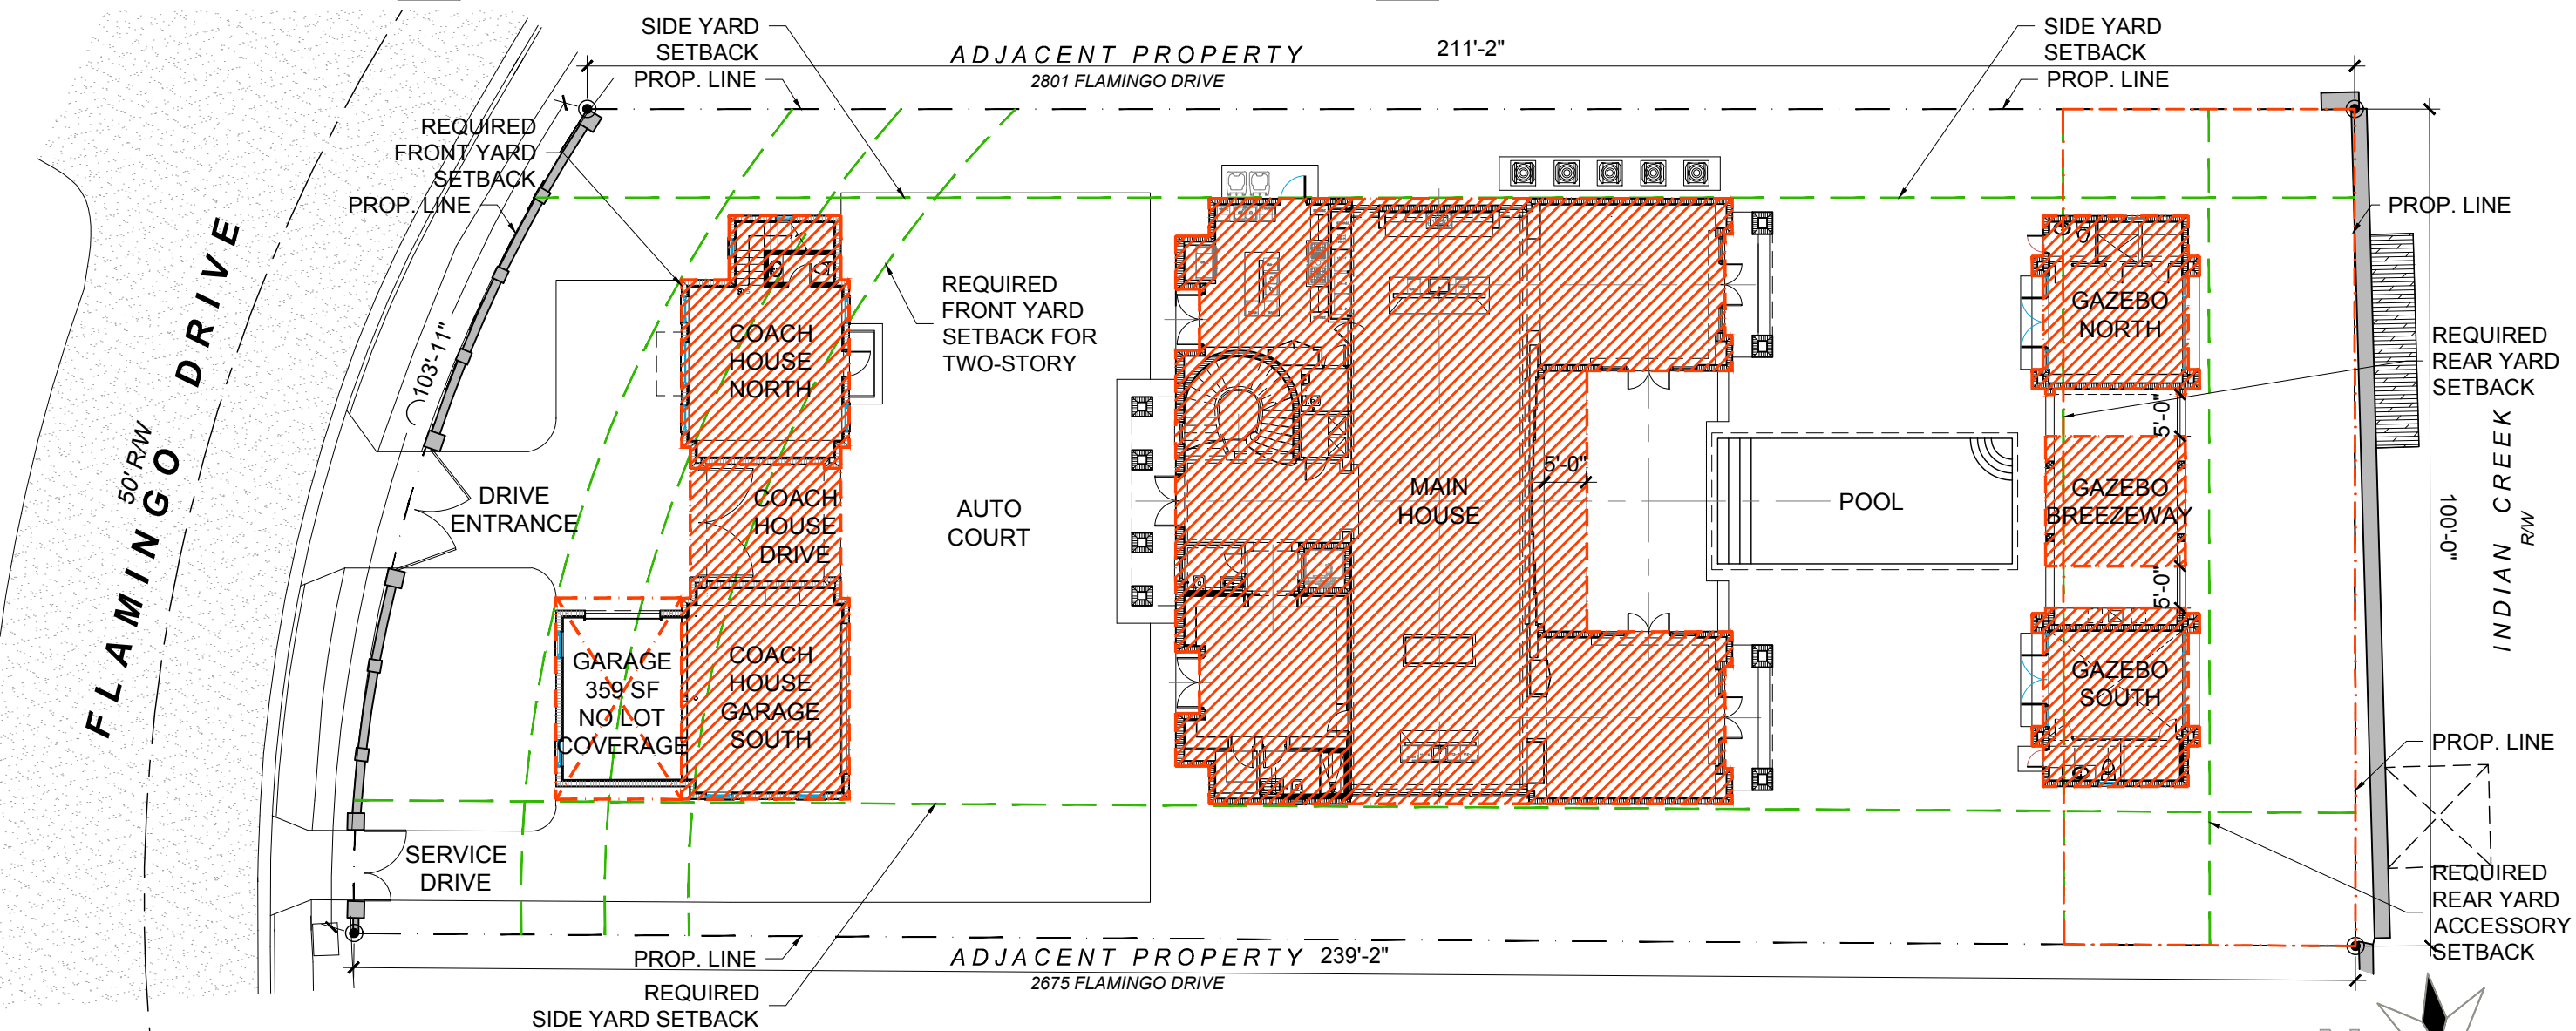 SIDE YARD
SETBACK
PROP. LINE
ADJACENT PROPERTY
2801 FLAMINGO DRIVE
211'-2"
SIDE YARD
SETBACK
PROP. LINE
REQUIRED
FRONT YARD
SETBACK
PROP. LINE
PROP. LINE
FLAMINGO DRIVE
50' R/W
103'-11"
COACH
HOUSE
NORTH
REQUIRED
FRONT YARD
SETBACK FOR
TWO-STORY
GAZEBO
NORTH
REQUIRED
REAR YARD
SETBACK
5'-0"
DRIVE
ENTRANCE
COACH
HOUSE
DRIVE
AUTO
COURT
MAIN
HOUSE
5'-0"
POOL
GAZEBO
BREEZEWAY
5'-0"
100'-0"
INDIAN CREEK
R/W
GARAGE
359 SF
NO LOT
COVERAGE
COACH
HOUSE
GARAGE
SOUTH
GAZEBO
SOUTH
PROP. LINE
SERVICE
DRIVE
REQUIRED
REAR YARD
ACCESSORY
SETBACK
PROP. LINE
ADJACENT PROPERTY
239'-2"
2675 FLAMINGO DRIVE
REQUIRED
SIDE YARD SETBACK